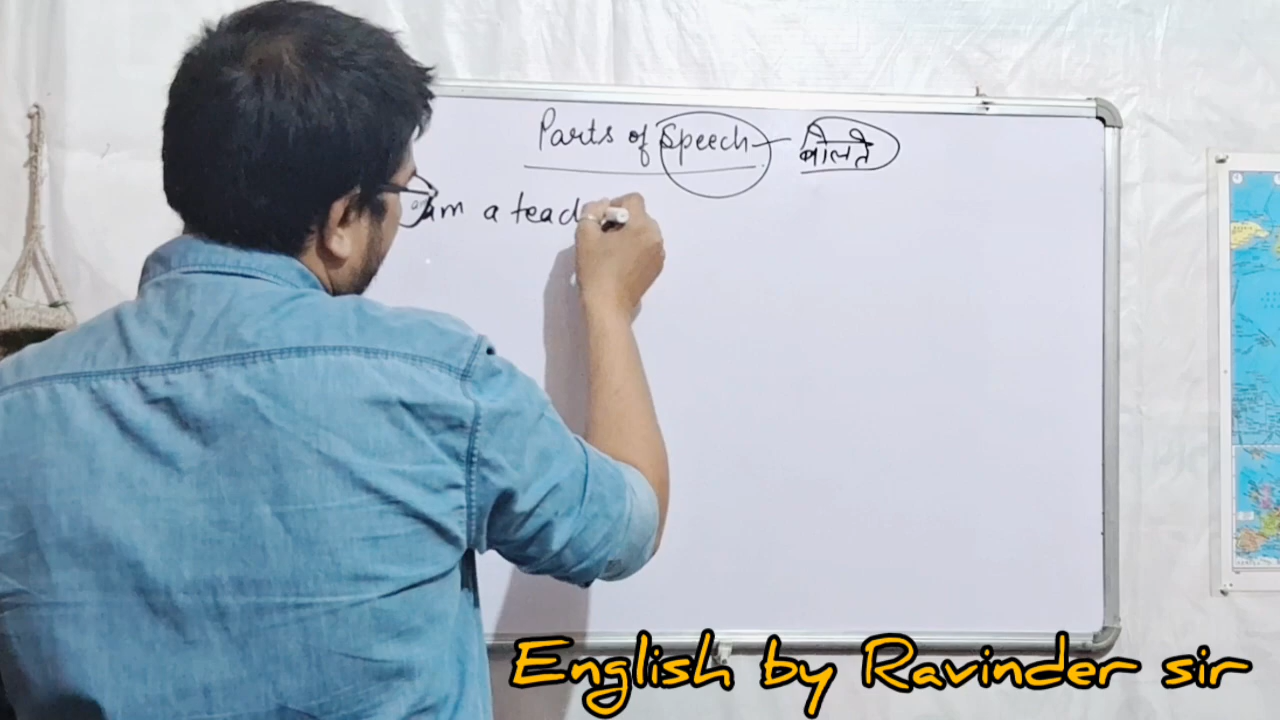 Parts of Speech – बोलते
am a teach
English by Ravinder sir